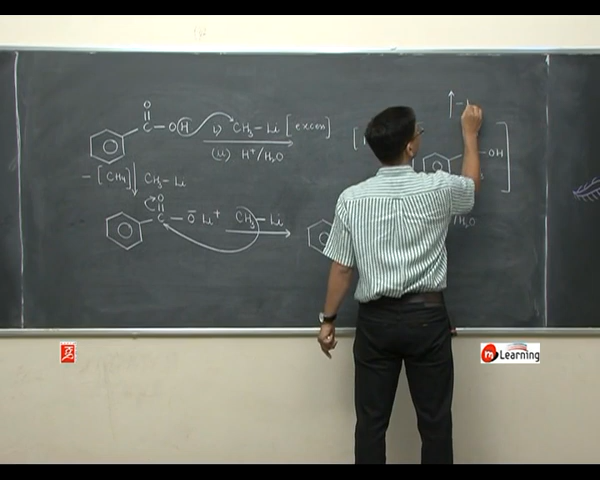 O
C — OH i) CH3 – Li [excess]
(ii) H+/H2O
– [CH4] CH3 – Li
O
C – O Li+ CH3 – Li
OH
/H2O
m Learning